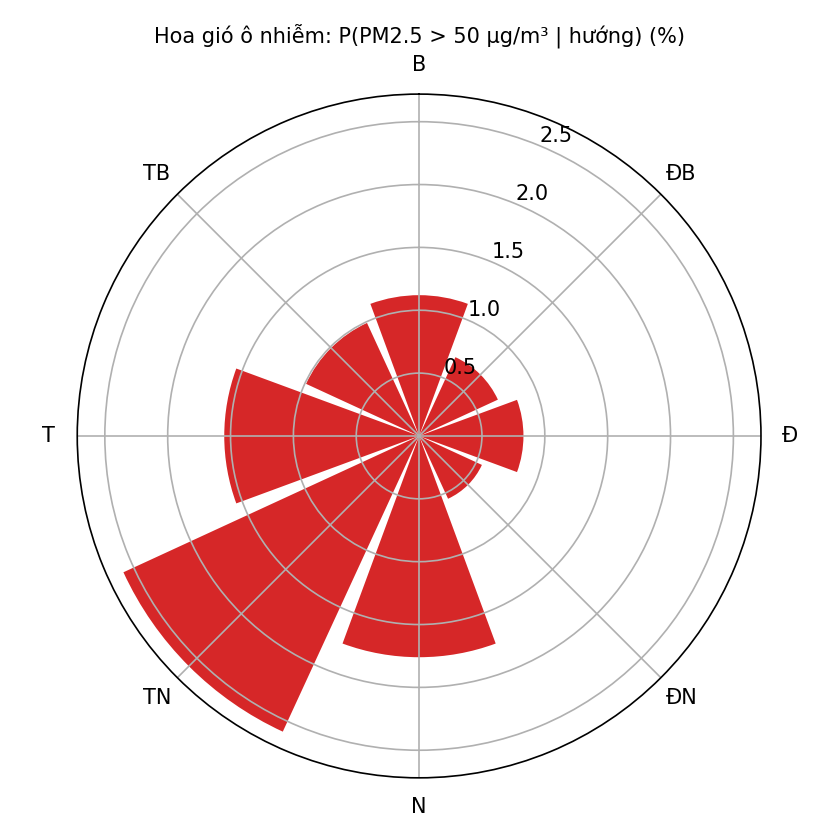 Hoa gió ô nhiễm: P(PM2.5 > 50 µg/m³ | hướng) (%)
B
TB
ĐB
2.5
2.0
1.5
1.0
0.5
T
Đ
TN
ĐN
N